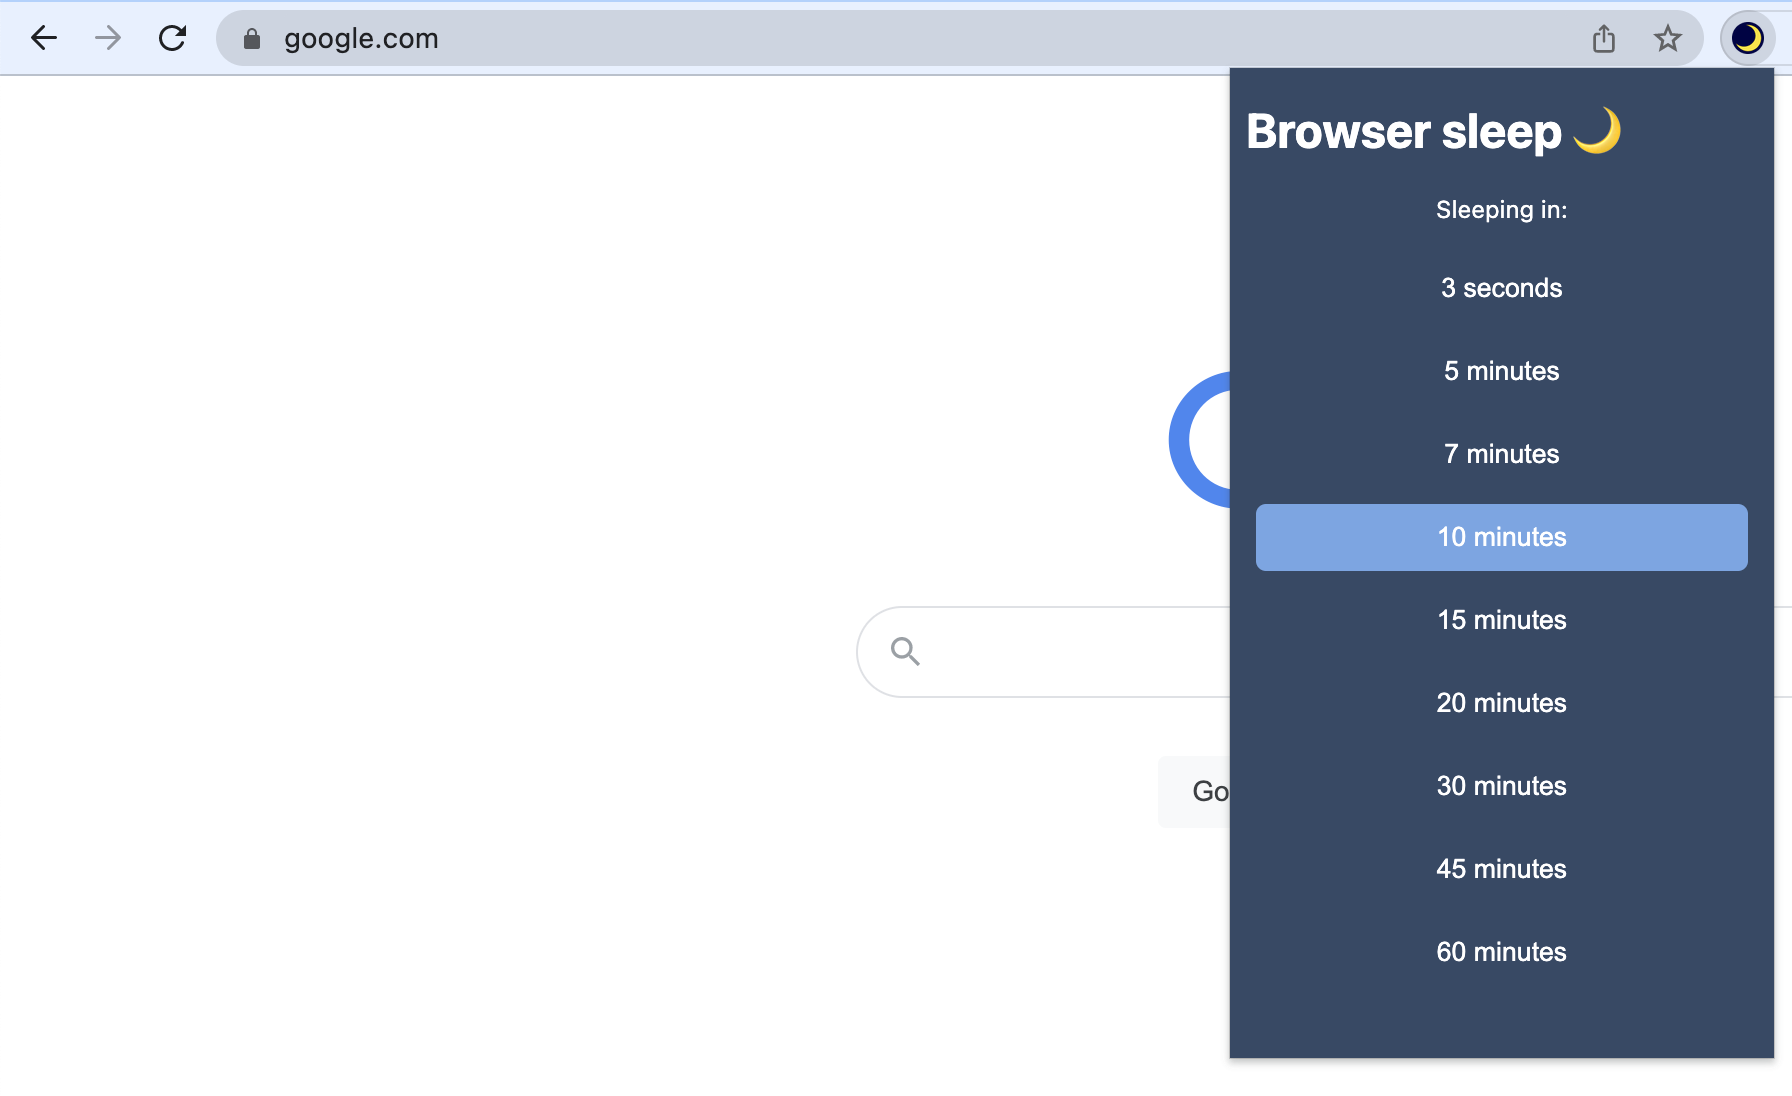 google.com
Browser sleep 🌙
Sleeping in:
3 seconds
5 minutes
7 minutes
10 minutes
15 minutes
20 minutes
30 minutes
45 minutes
60 minutes
Go